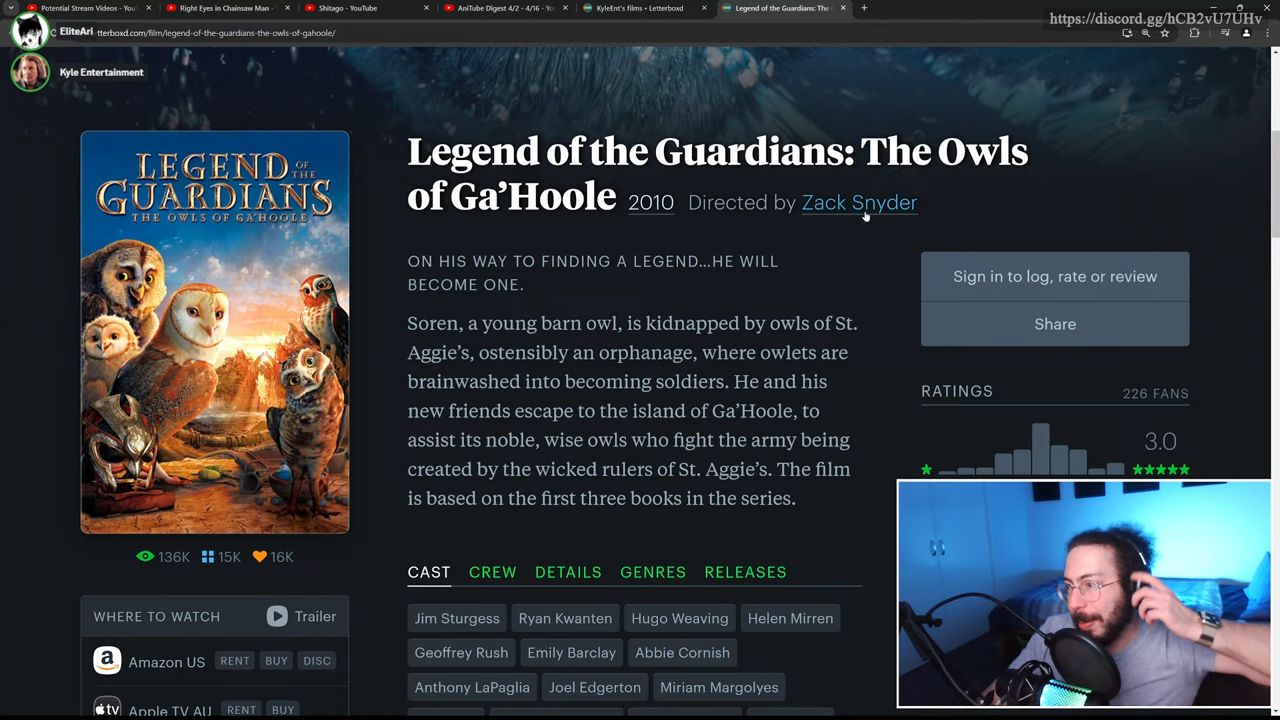 Potential Stream Videos - YouTu
Right Eyes in Chainsaw Man -
Shitago - YouTube
AniTube Digest 4/2 - 4/16 - You
KyleEnt's films • Letterboxd
Legend of the Guardians: The
https://discord.gg/hCB2vU7UHv
EliteAri
tterboxd.com/film/legend-of-the-guardians-the-owls-of-gahoole/
Kyle Entertainment
LEGEND OF THE
GUARDIANS
THE OWLS OF GA'HOOLE
Legend of the Guardians: The Owls
of Ga'Hoole 2010 Directed by Zack Snyder
ON HIS WAY TO FINDING A LEGEND...HE WILL
BECOME ONE.
Soren, a young barn owl, is kidnapped by owls of St.
Aggie's, ostensibly an orphanage, where owlets are
brainwashed into becoming soldiers. He and his
new friends escape to the island of Ga'Hoole, to
assist its noble, wise owls who fight the army being
created by the wicked rulers of St. Aggie's. The film
is based on the first three books in the series.
Sign in to log, rate or review
Share
RATINGS 226 FANS
3.0
136K 15K 16K
WHERE TO WATCH Trailer
Amazon US RENT BUY DISC
Apple TV AU RENT BUY
CAST CREW DETAILS GENRES RELEASES
Jim Sturgess Ryan Kwanten Hugo Weaving Helen Mirren
Geoffrey Rush Emily Barclay Abbie Cornish
Anthony LaPaglia Joel Edgerton Miriam Margolyes